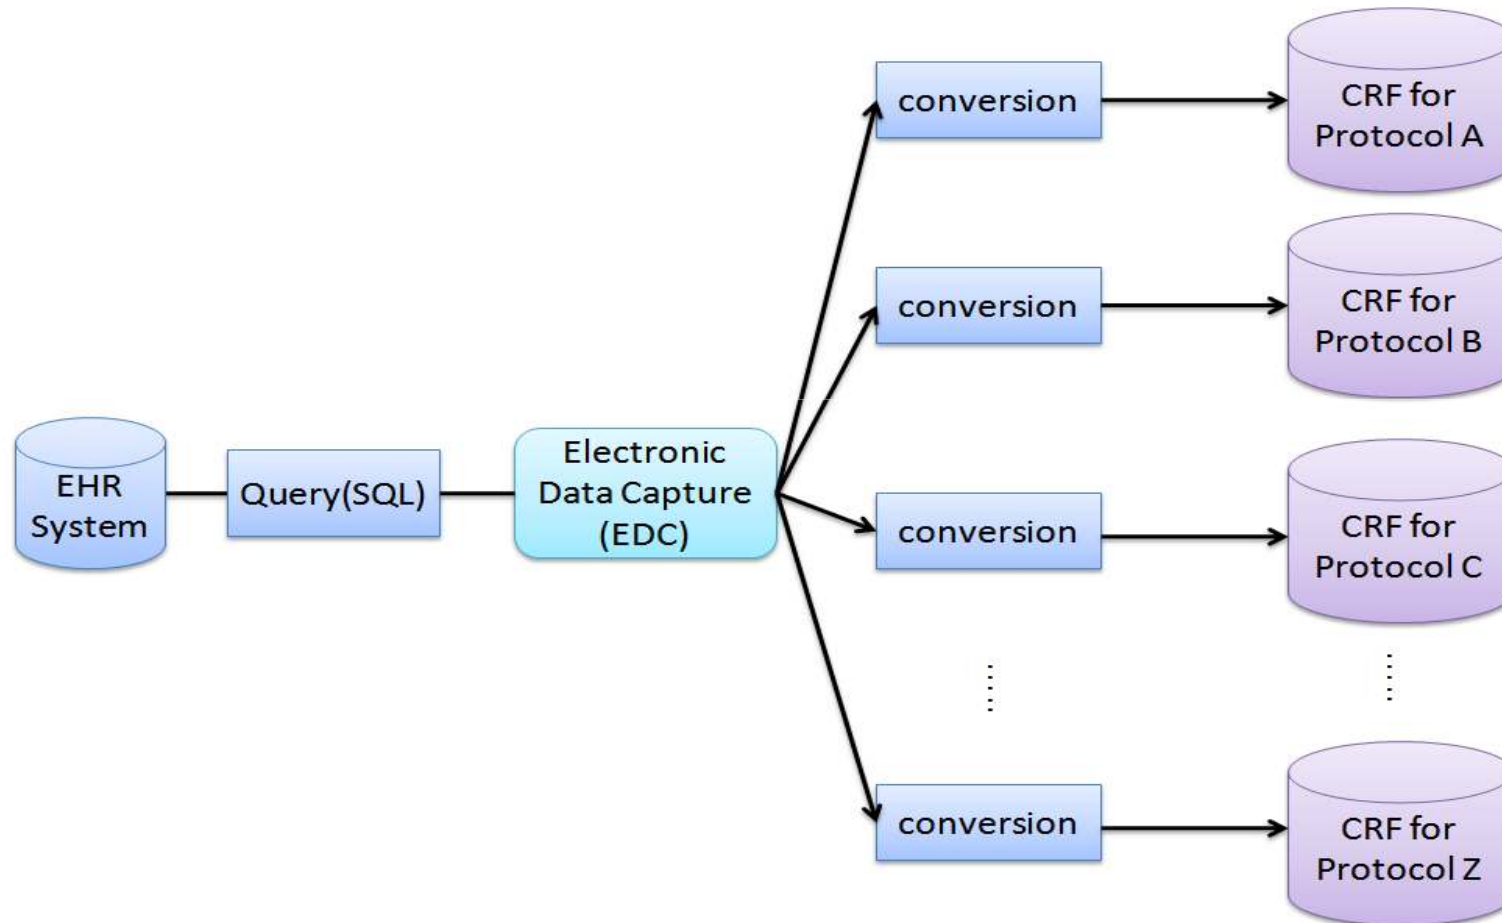 conversion
CRF for
Protocol A
conversion
CRF for
Protocol B
EHR
System
Query(SQL)
Electronic
Data Capture
(EDC)
conversion
CRF for
Protocol C
conversion
CRF for
Protocol Z